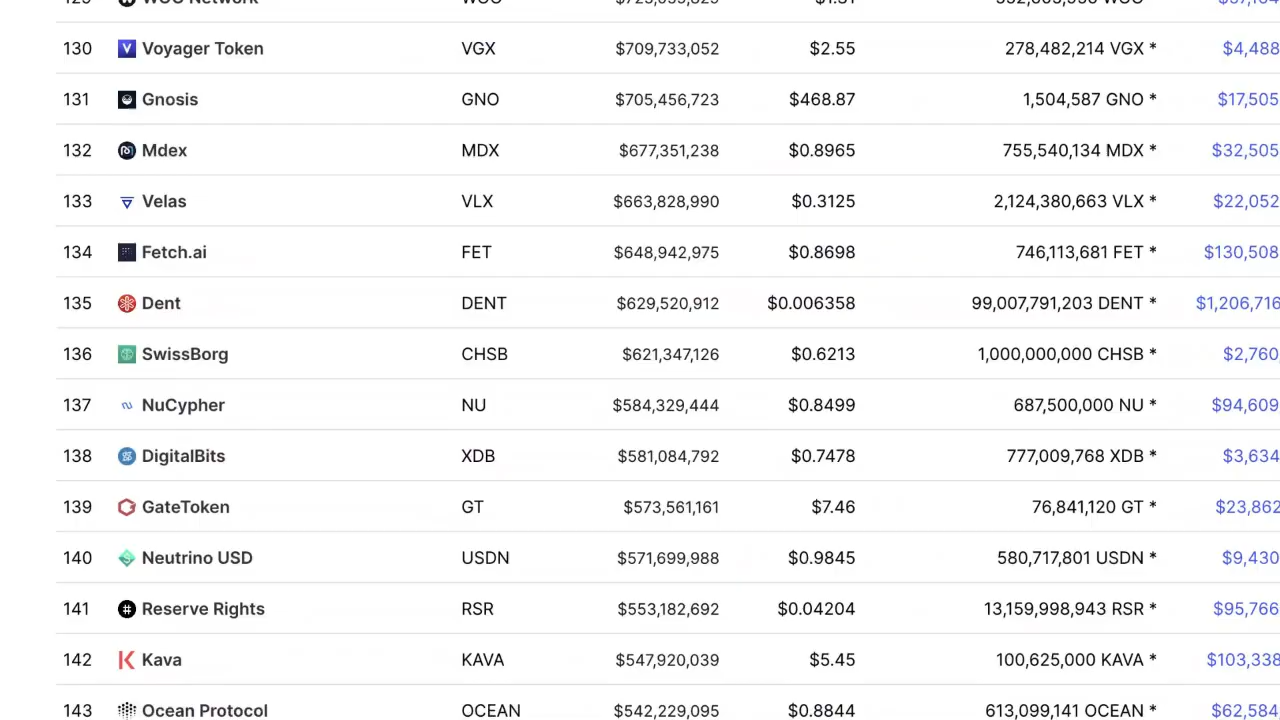 130 Voyager Token VGX $709,733,052 $2.55 278,482,214 VGX * $4,488
131 Gnosis GNO $705,456,723 $468.87 1,504,587 GNO * $17,505
132 Mdex MDX $677,351,238 $0.8965 755,540,134 MDX * $32,505
133 Velas VLX $663,828,990 $0.3125 2,124,380,663 VLX * $22,052
134 Fetch.ai FET $648,942,975 $0.8698 746,113,681 FET * $130,508
135 Dent DENT $629,520,912 $0.006358 99,007,791,203 DENT * $1,206,716
136 SwissBorg CHSB $621,347,126 $0.6213 1,000,000,000 CHSB * $2,760,
137 NuCypher NU $584,329,444 $0.8499 687,500,000 NU * $94,609
138 DigitalBits XDB $581,084,792 $0.7478 777,009,768 XDB * $3,634
139 GateToken GT $573,561,161 $7.46 76,841,120 GT * $23,862
140 Neutrino USD USDN $571,699,988 $0.9845 580,717,801 USDN * $9,430
141 Reserve Rights RSR $553,182,692 $0.04204 13,159,998,943 RSR * $95,766
142 Kava KAVA $547,920,039 $5.45 100,625,000 KAVA * $103,338
143 Ocean Protocol OCEAN $542,229,095 $0.8844 613,099,141 OCEAN * $62,584